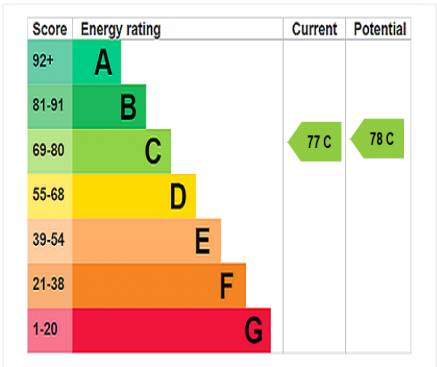 Score Energy rating Current Potential
92+ A
81-91 B
69-80 C 77 C 78 C
55-68 D
39-54 E
21-38 F
1-20 G